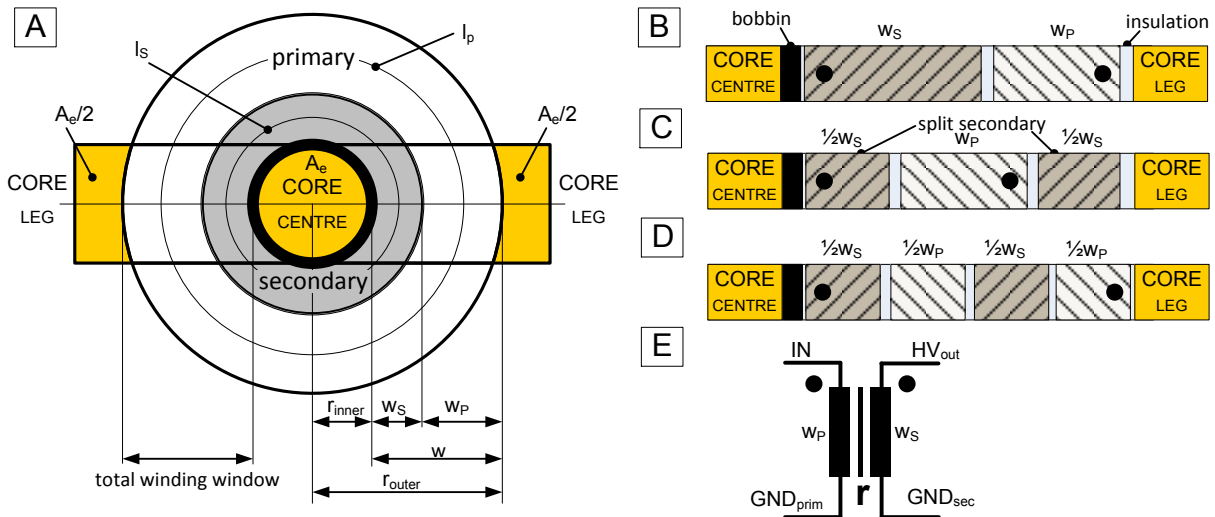 A
l_S
l_p
primary
A_e/2
A_e/2
CORE
LEG
A_e
CORE
CENTRE
CORE
LEG
secondary
r_inner
w_S
w_P
w
total winding window
r_outer
bobbin
insulation
B
w_S
w_P
CORE
CENTRE
CORE
LEG
C
split secondary
½w_S
w_P
½w_S
CORE
CENTRE
CORE
LEG
D
½w_S
½w_P
½w_S
½w_P
CORE
CENTRE
CORE
LEG
E
IN
HV_out
w_P
w_S
GND_prim
r
GND_sec